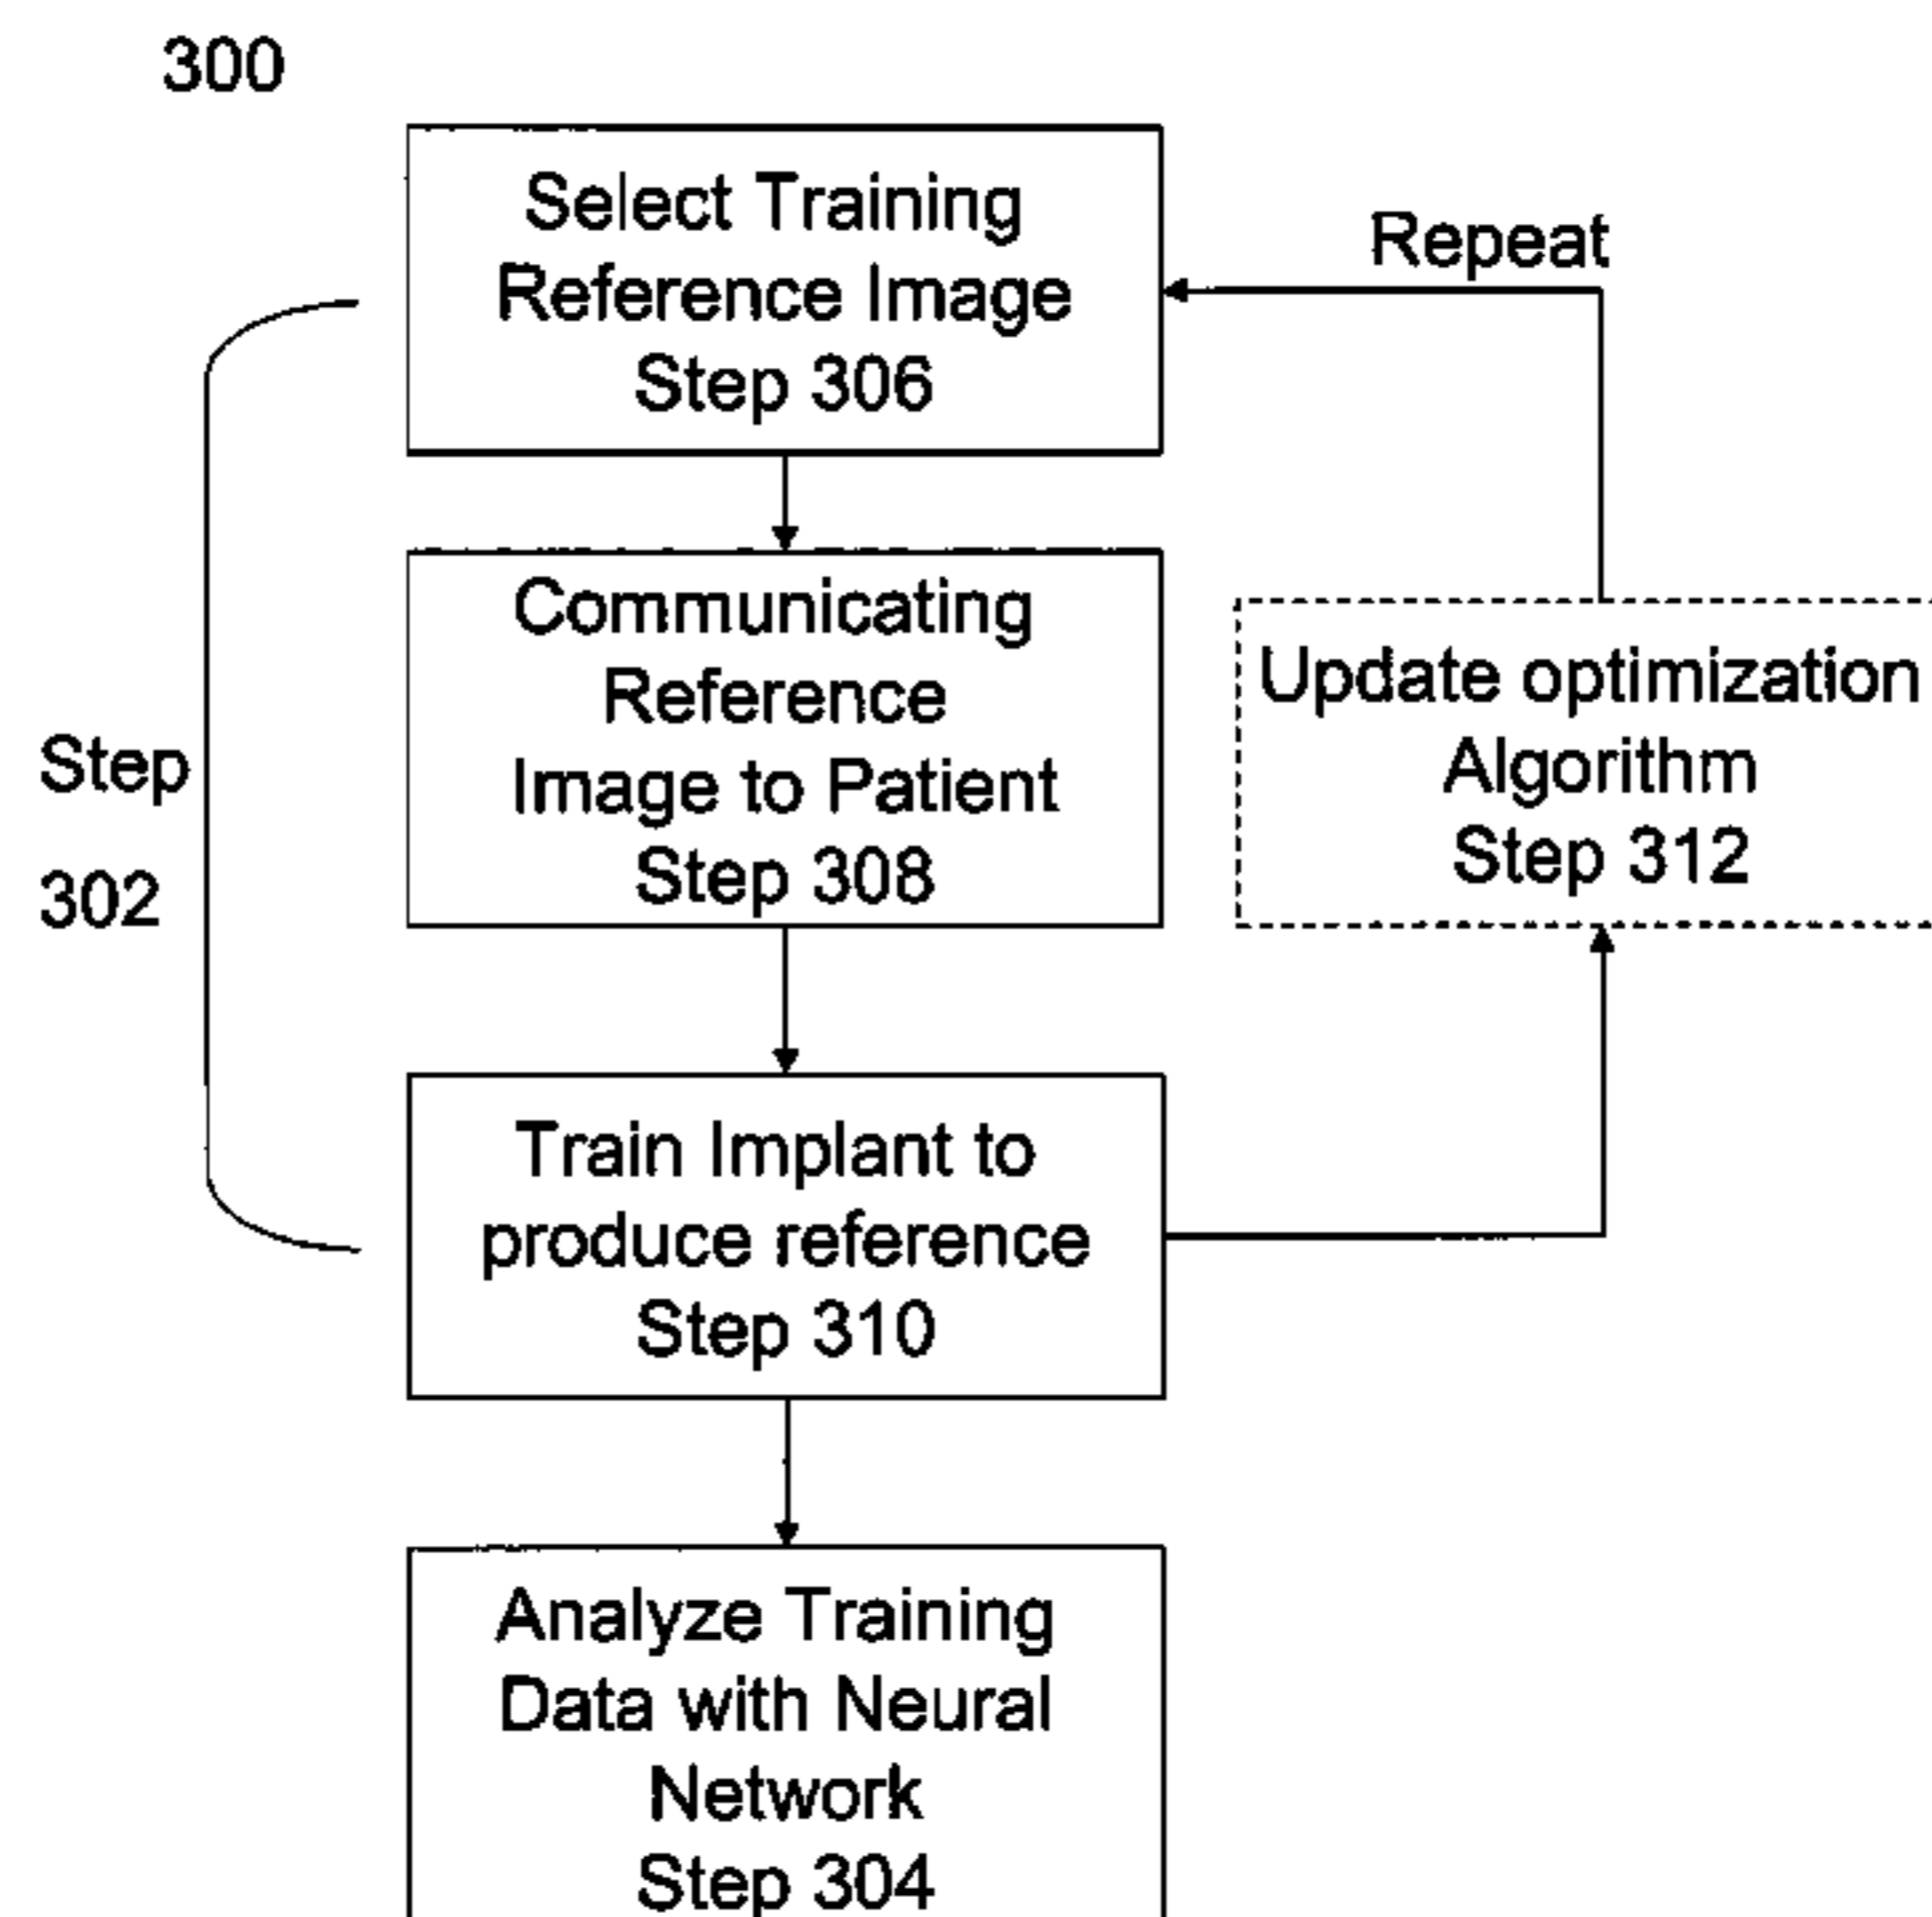 300
Select Training
Reference Image
Step 306
Repeat
Communicating
Reference
Image to Patient
Step 308
Update optimization
Algorithm
Step 312
Step
302
Train Implant to
produce reference
Step 310
Analyze Training
Data with Neural
Network
Step 304